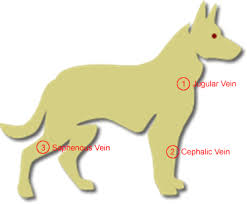 1 Jugular Vein
3 Saphenous Vein
2 Cephalic Vein